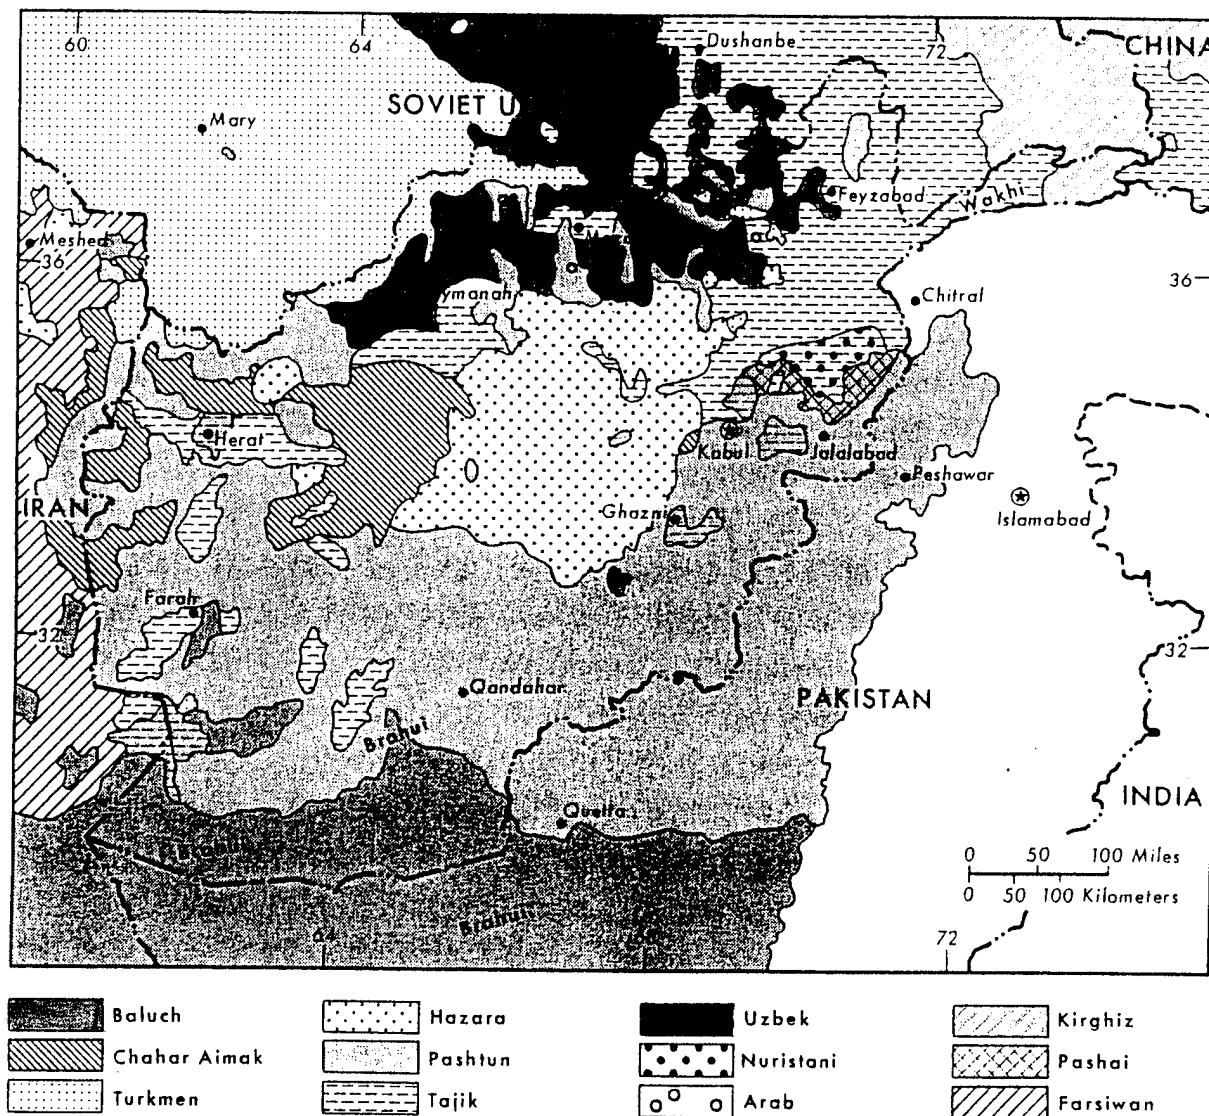 60
64
Dushanbe
72
CHINA
SOVIET U
Mary
Feyzabad
Wakhi
Meshed
36
36
ymanah
Chitral
Herat
Kabul
Jalalabad
Peshawar
IRAN
Ghazni
Islamabad
Farah
32
32
Qandahar
PAKISTAN
Brahui
INDIA
Quetta
Brahui
0 50 100 Miles
0 50 100 Kilometers
Brahui
64
72
Baluch
Hazara
Uzbek
Kirghiz
Chahar Aimak
Pashtun
Nuristani
Pashai
Turkmen
Tajik
Arab
Farsiwan